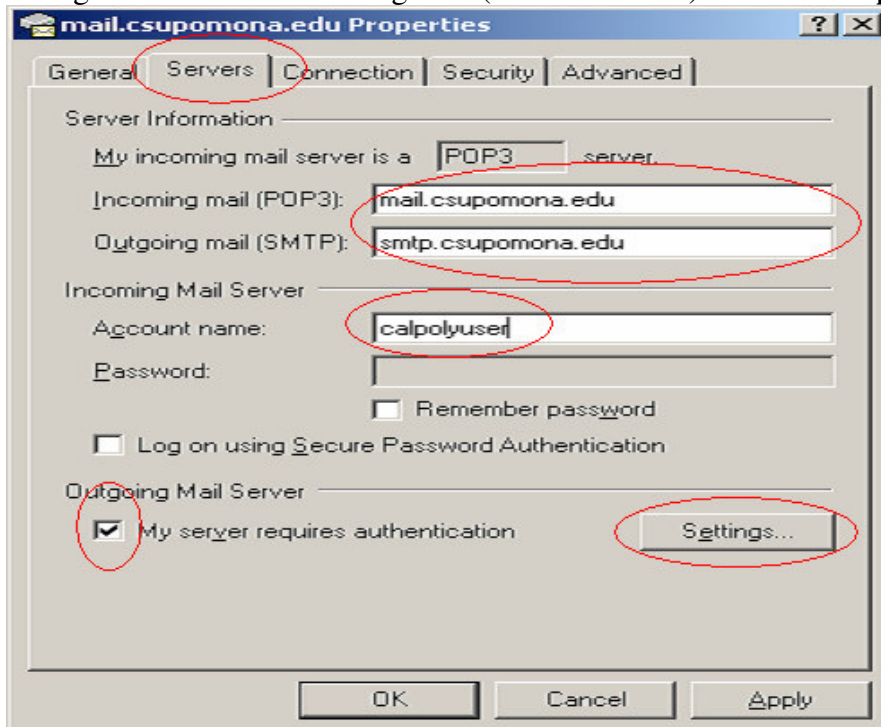 mail.csupomona.edu Properties
General Servers Connection Security Advanced
Server Information
My incoming mail server is a POP3 server.
Incoming mail (POP3): mail.csupomona.edu
Outgoing mail (SMTP): smtp.csupomona.edu
Incoming Mail Server
Account name: calpolyuser
Password:
Remember password
Log on using Secure Password Authentication
Outgoing Mail Server
My server requires authentication Settings...
OK Cancel Apply